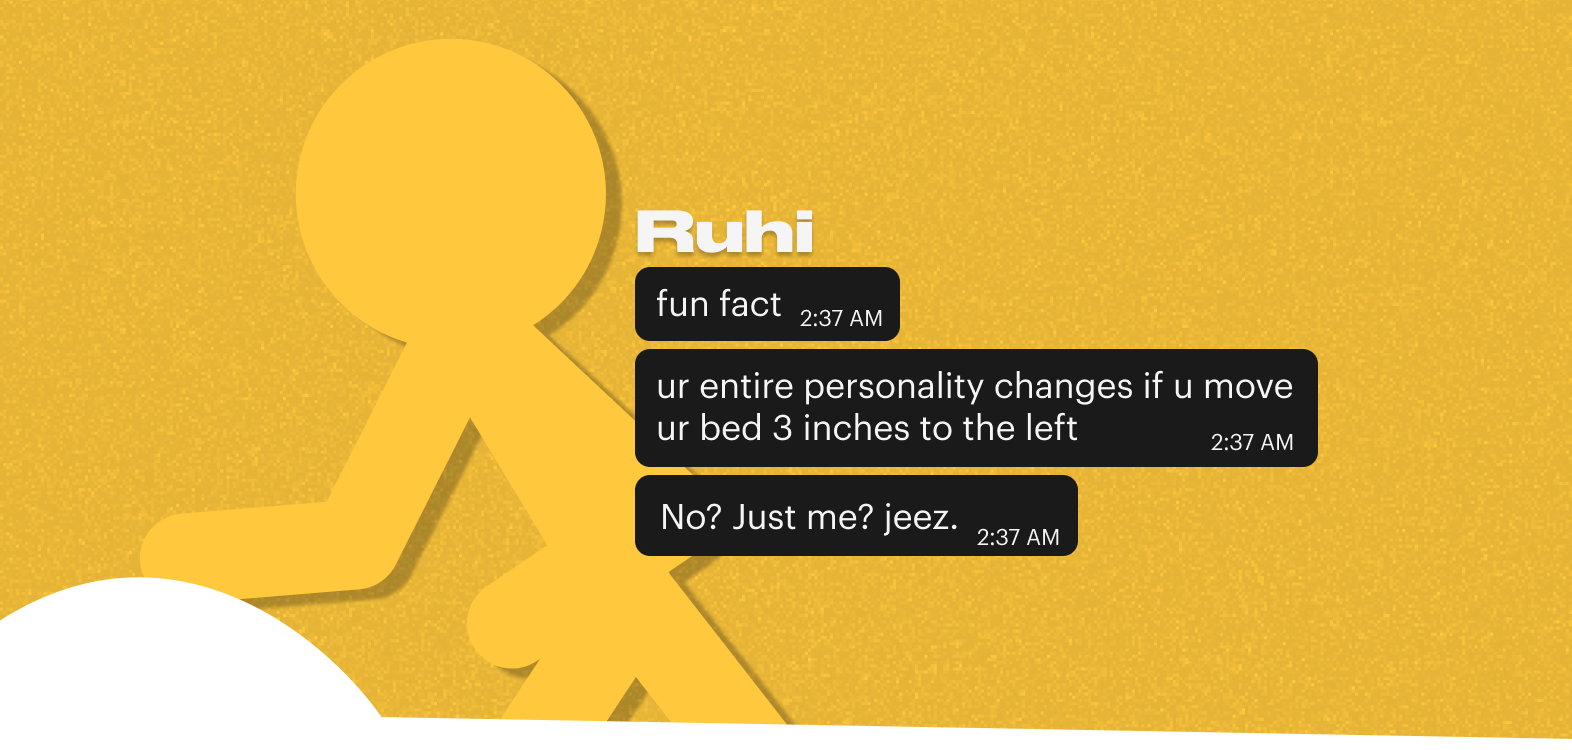 Ruhi
fun fact 2:37 AM
ur entire personality changes if u move
ur bed 3 inches to the left 2:37 AM
No? Just me? jeez. 2:37 AM